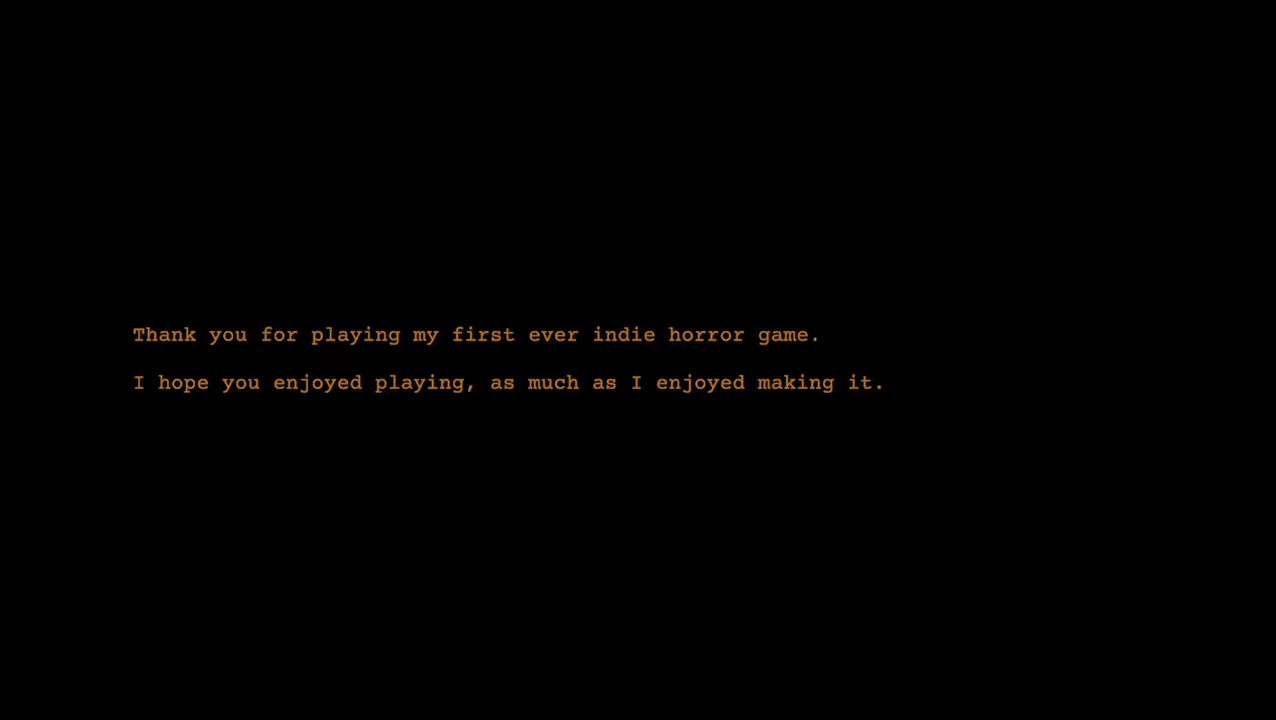 Thank you for playing my first ever indie horror game.
I hope you enjoyed playing, as much as I enjoyed making it.